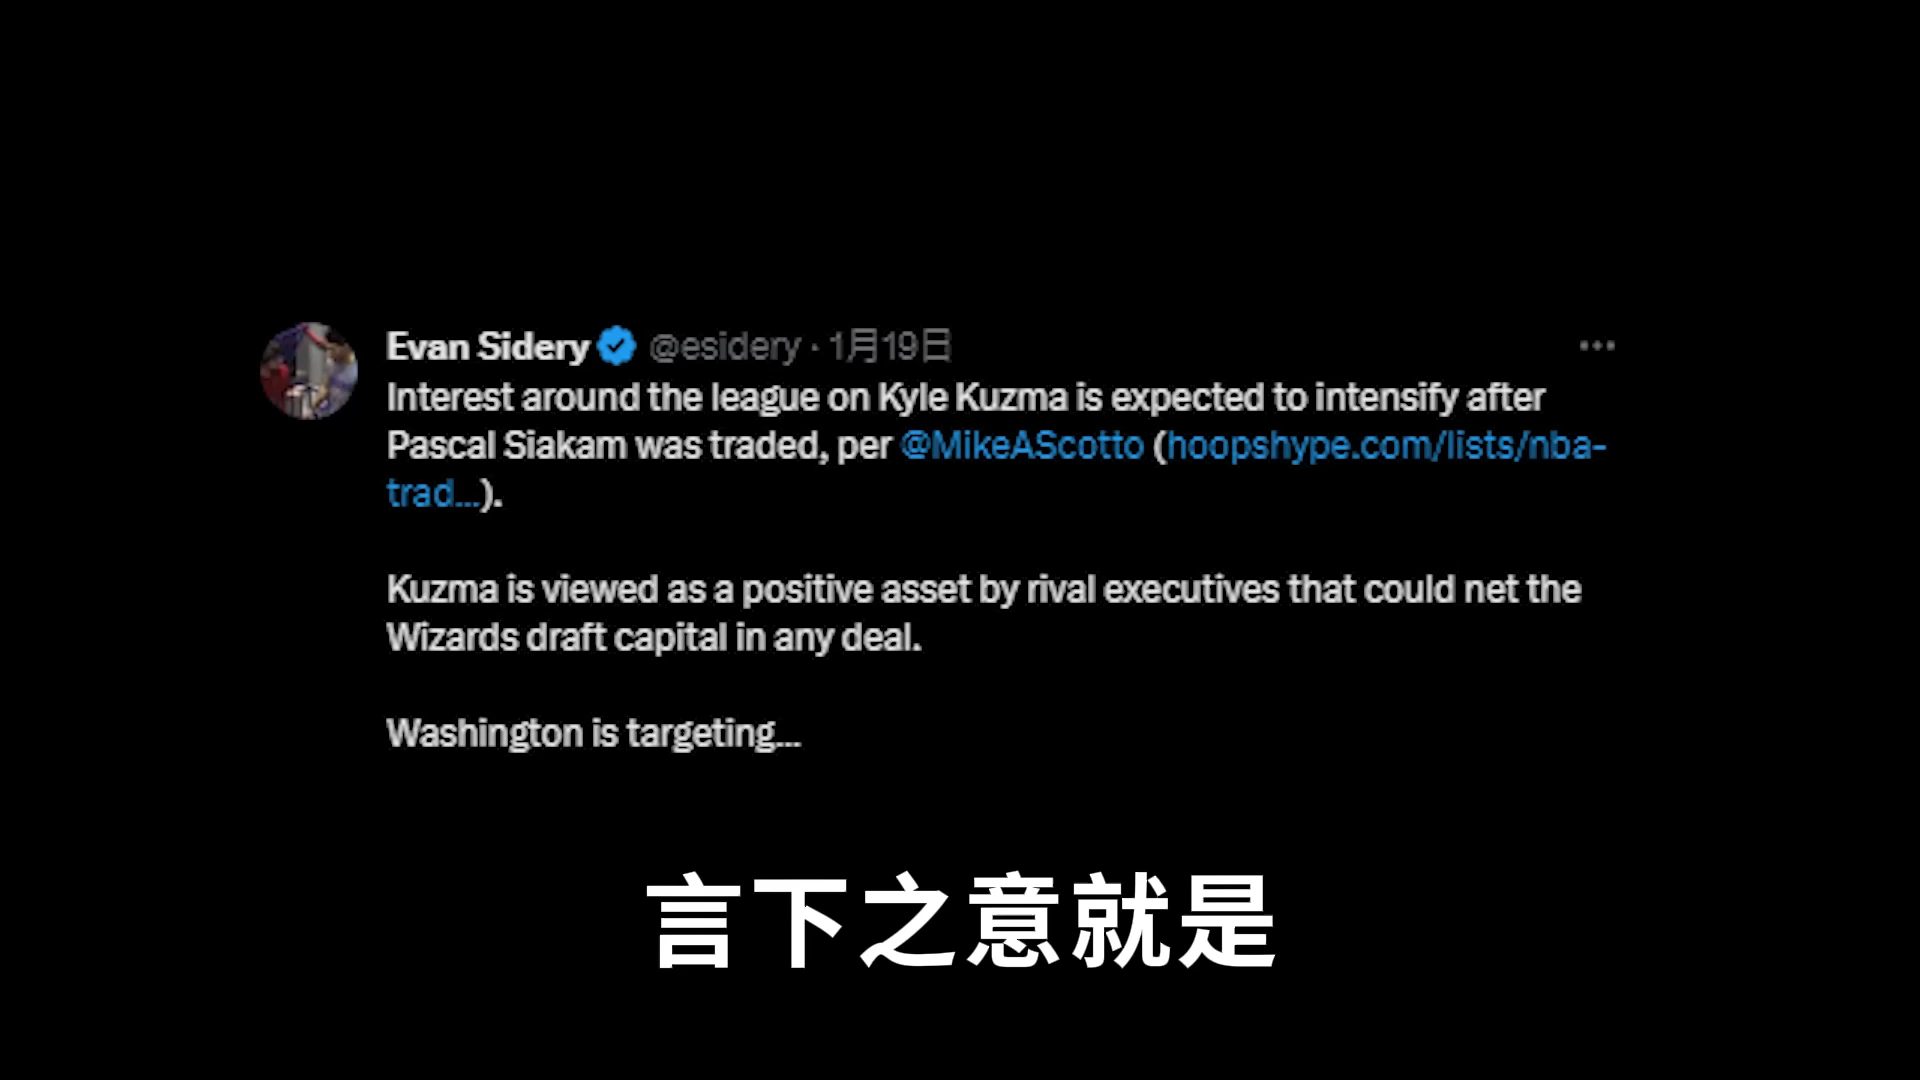 Evan Sidery @esidery · 1月19日
Interest around the league on Kyle Kuzma is expected to intensify after
Pascal Siakam was traded, per @MikeAScotto (hoopshype.com/lists/nba-
trad...).
Kuzma is viewed as a positive asset by rival executives that could net the
Wizards draft capital in any deal.
Washington is targeting...
言下之意就是